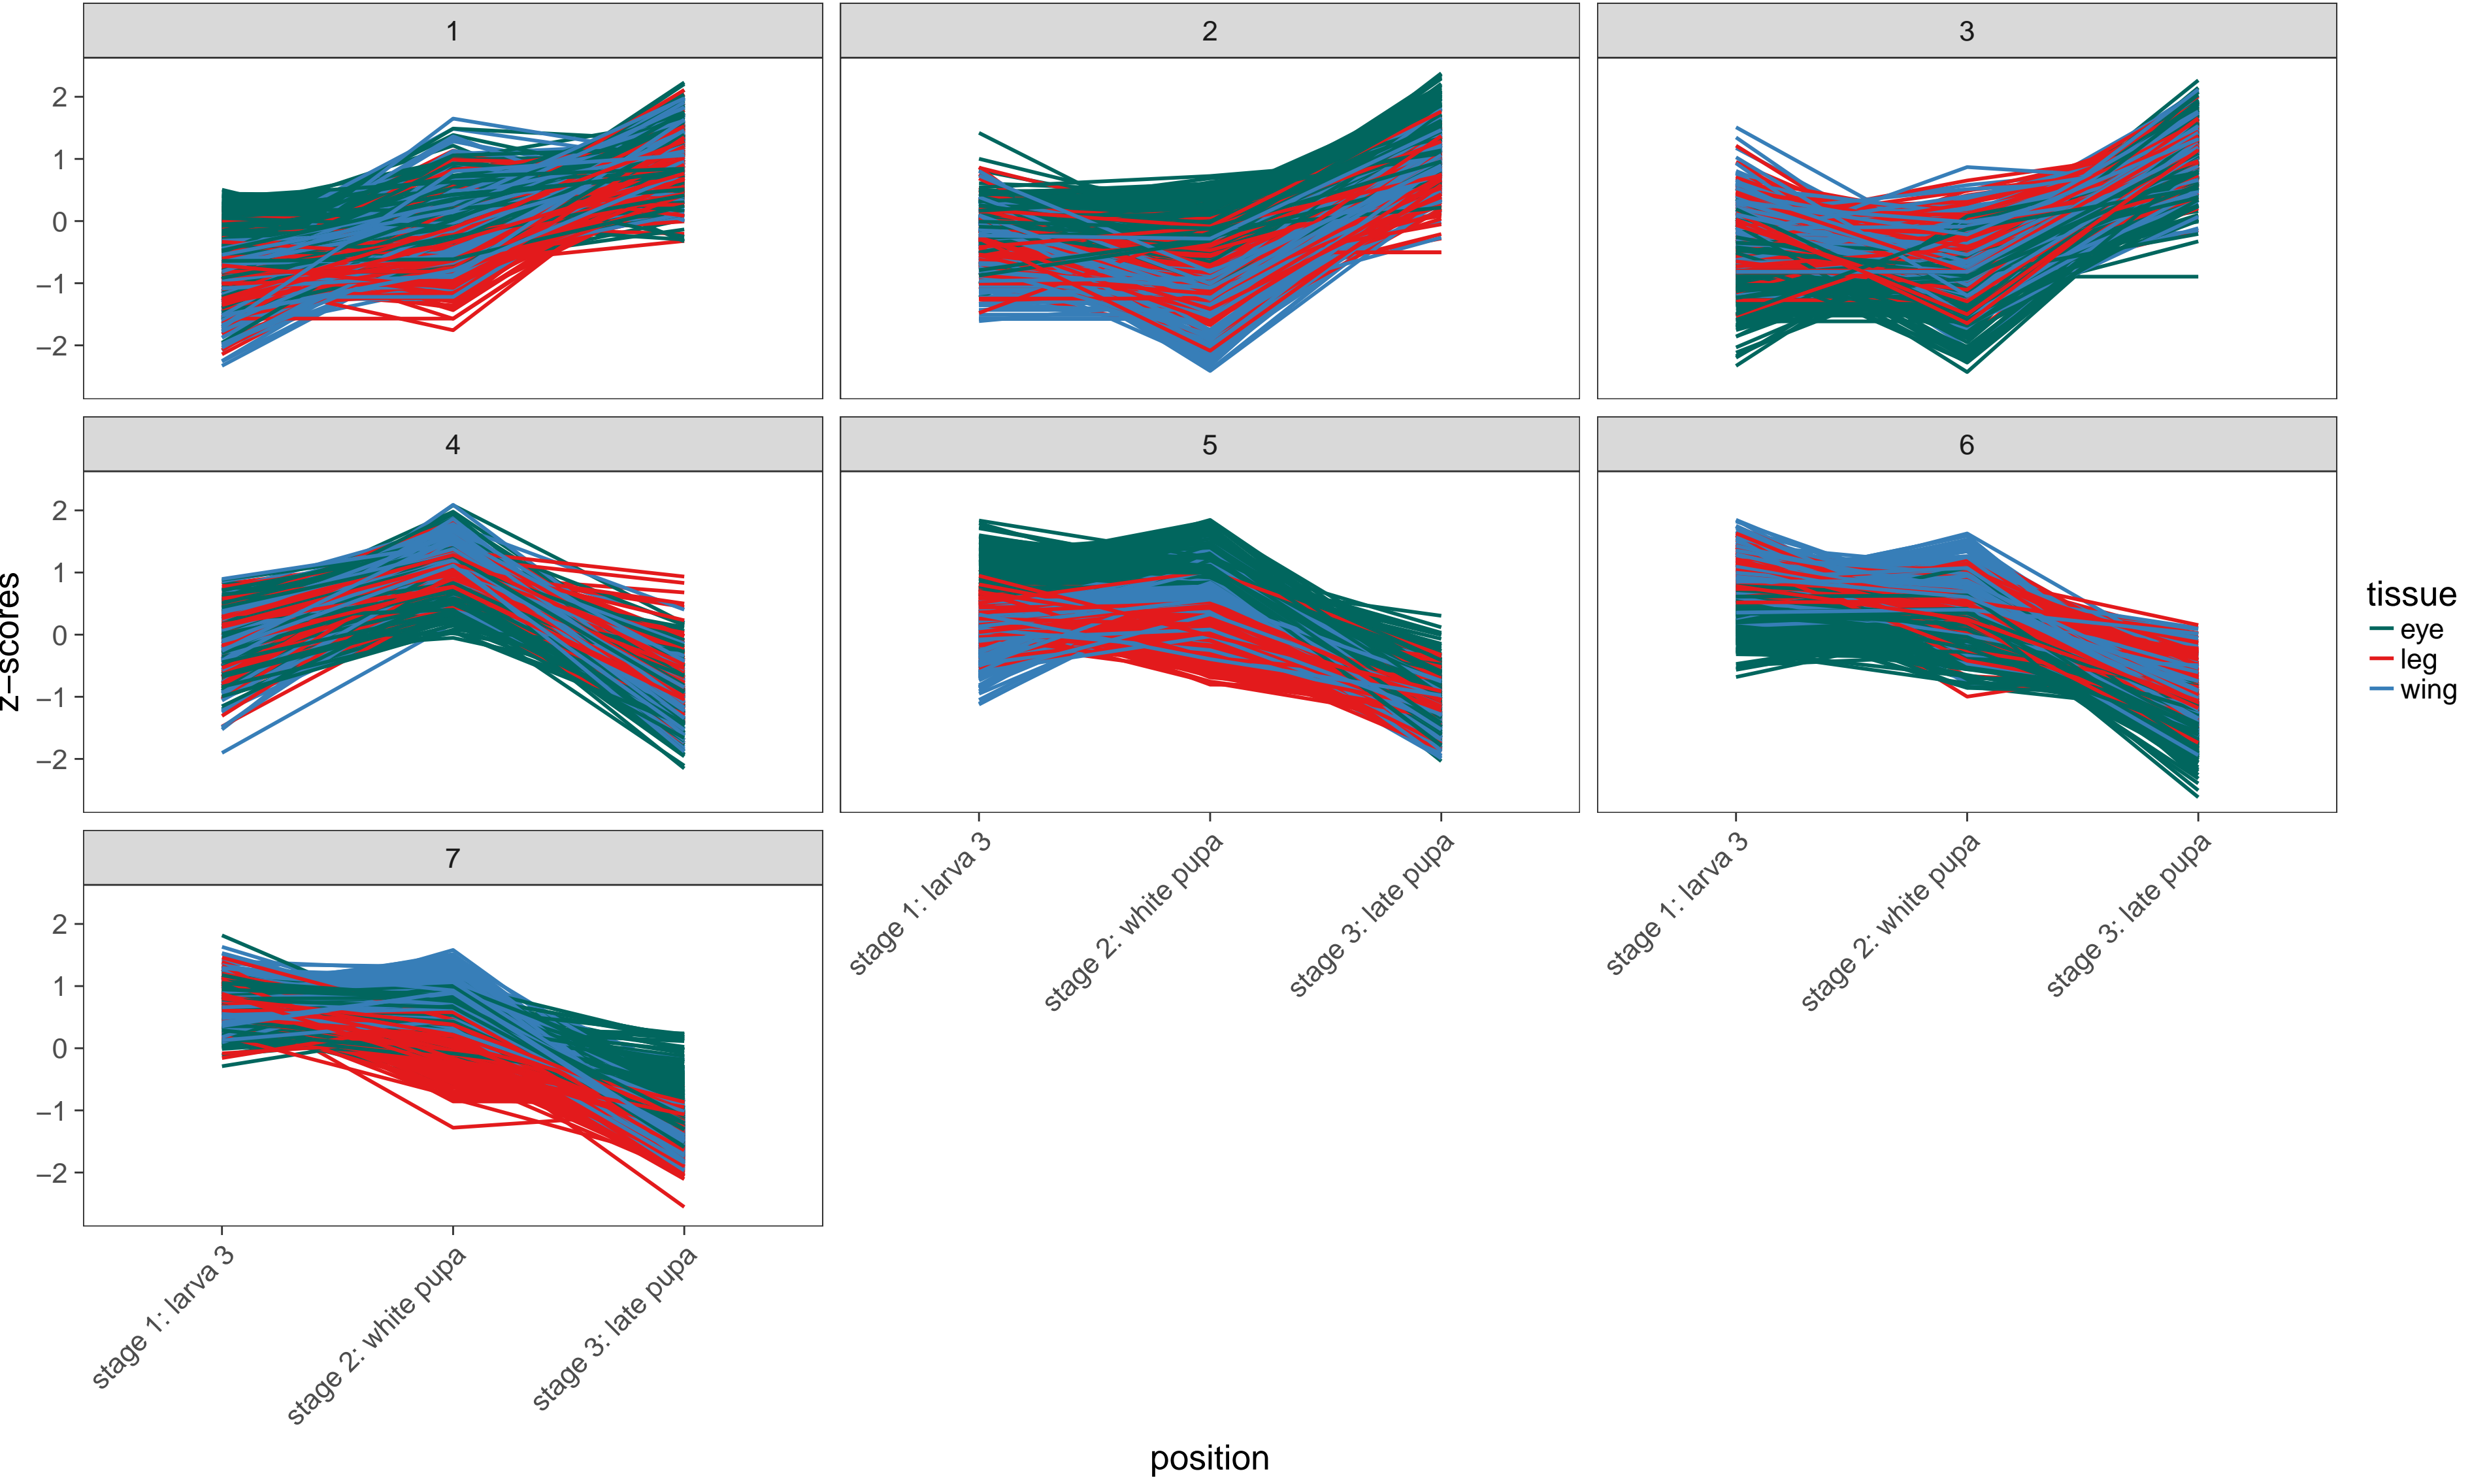 1
2
3
2
1
0
−1
−2
4
5
6
2
1
0
−1
−2
z−scores
tissue
eye
leg
wing
7
stage 1: larva 3
stage 2: white pupa
stage 3: late pupa
stage 1: larva 3
stage 2: white pupa
stage 3: late pupa
2
1
0
−1
−2
stage 1: larva 3
stage 2: white pupa
stage 3: late pupa
position